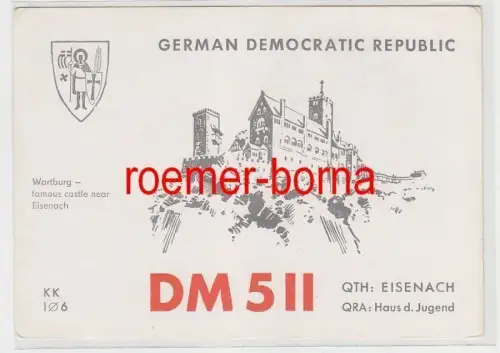 GERMAN DEMOCRATIC REPUBLIC
roemer-borna
Wartburg –
famous castle near
Eisenach
KK
IØ6
DM 5II
QTH: EISENACH
QRA: Haus d. Jugend